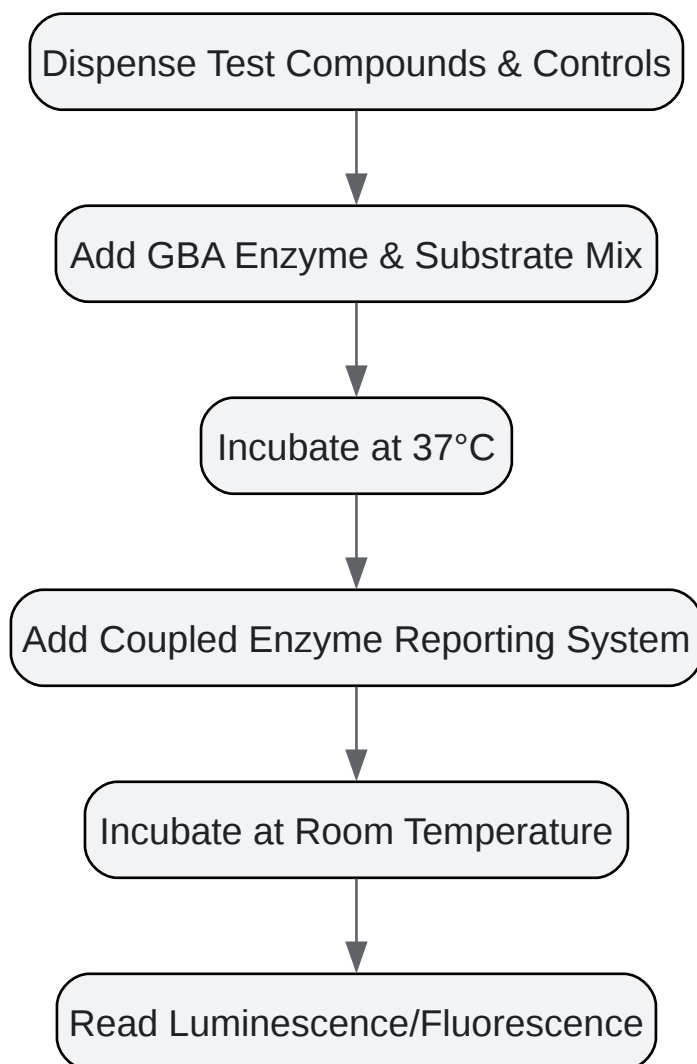 Dispense Test Compounds & Controls
Add GBA Enzyme & Substrate Mix
Incubate at 37°C
Add Coupled Enzyme Reporting System
Incubate at Room Temperature
Read Luminescence/Fluorescence